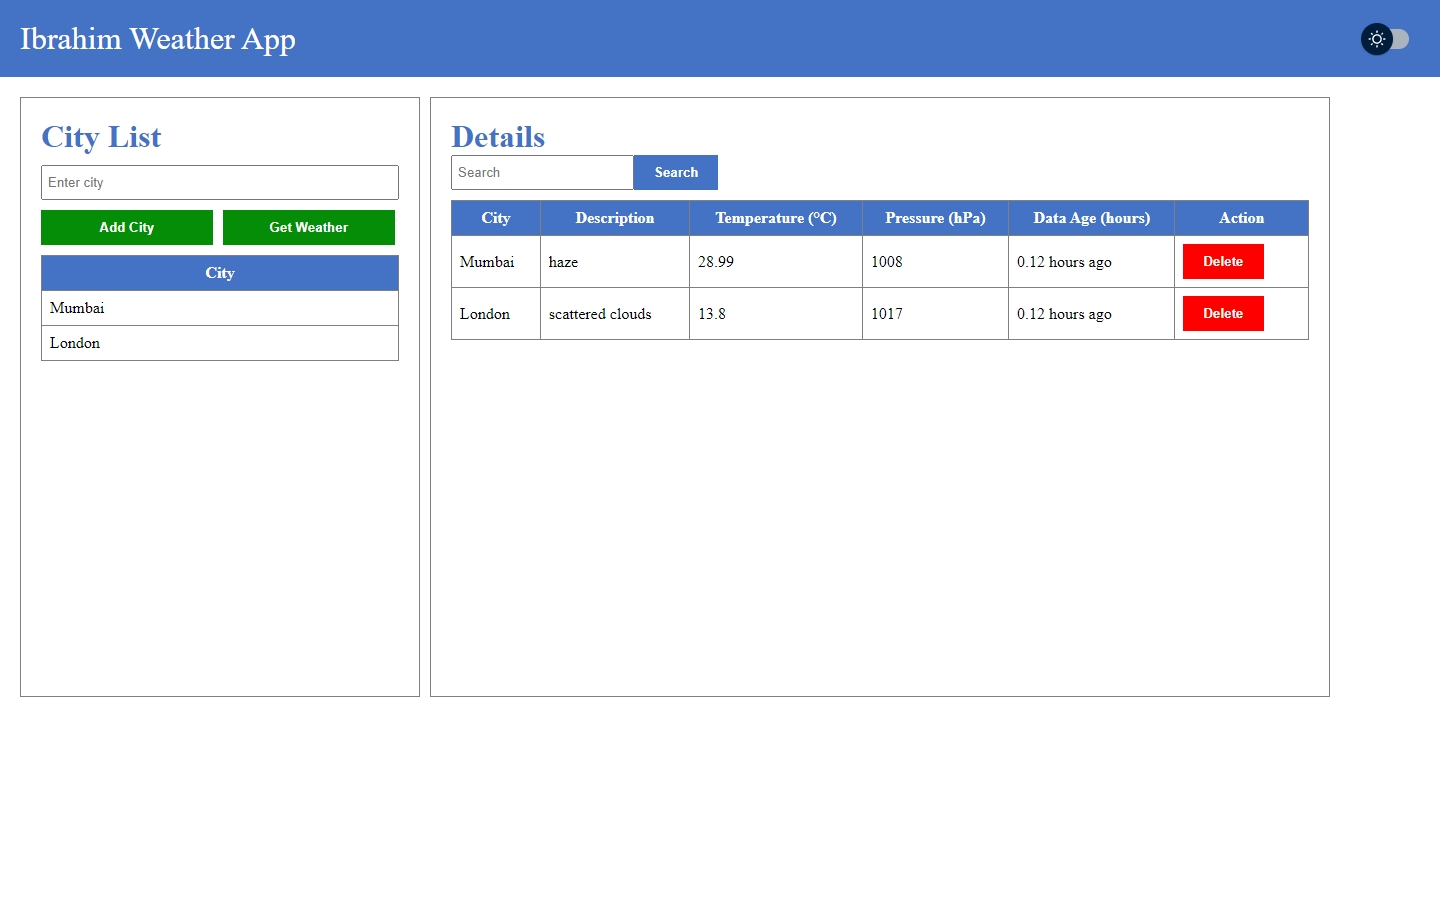 Ibrahim Weather App
City List
Enter city
Add City Get Weather
City
Mumbai
London
Details
Search Search
City Description Temperature (°C) Pressure (hPa) Data Age (hours) Action
Mumbai haze 28.99 1008 0.12 hours ago Delete
London scattered clouds 13.8 1017 0.12 hours ago Delete